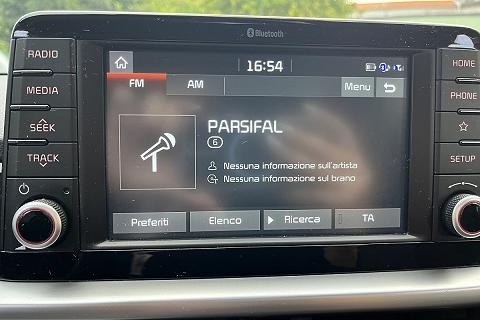 Bluetooth
RADIO
MEDIA
SEEK
TRACK
16:54
FM
AM
Menu
PARSIFAL
6
Nessuna informazione sull'artista
Nessuna informazione sul brano
Preferiti
Elenco
Ricerca
TA
HOME
PHONE
SETUP